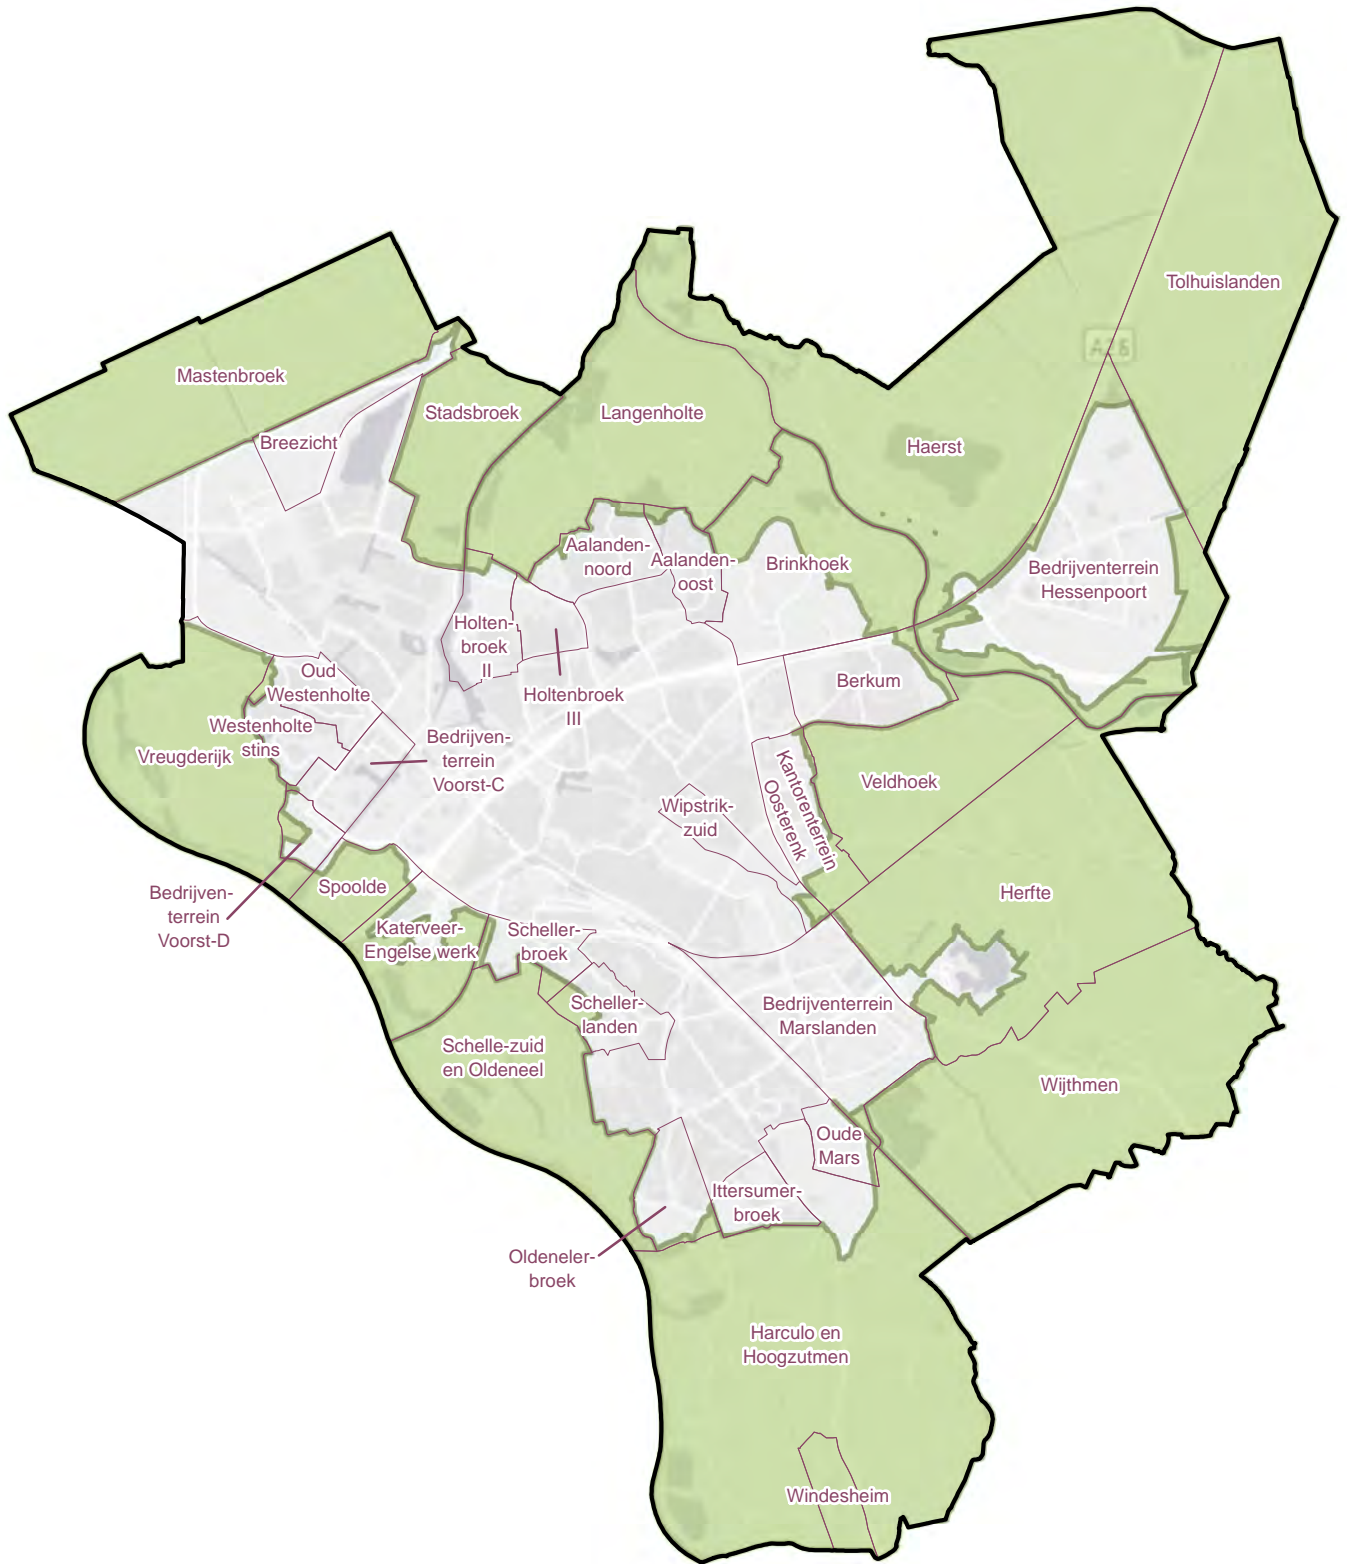 Tolhuislanden
A28
Mastenbroek
Breezicht
Stadsbroek
Langenholte
Haerst
Aalanden-
noord
Aalanden-
oost
Brinkhoek
Bedrijventerrein
Hessenpoort
Holten-
broek
II
Holtenbroek
III
Berkum
Oud
Westenholte
Westenholte
stins
Vreugderijk
Bedrijven-
terrein
Voorst-C
Kantorenterrein
Oosterenk
Veldhoek
Wipstrik-
zuid
Bedrijven-
terrein
Voorst-D
Spoolde
Herfte
Katerveer-
Engelse werk
Scheller-
broek
Scheller-
landen
Bedrijventerrein
Marslanden
Schelle-zuid
en Oldeneel
Wijthmen
Oude
Mars
Ittersumer-
broek
Oldeneler-
broek
Harculo en
Hoogzutmen
Windesheim